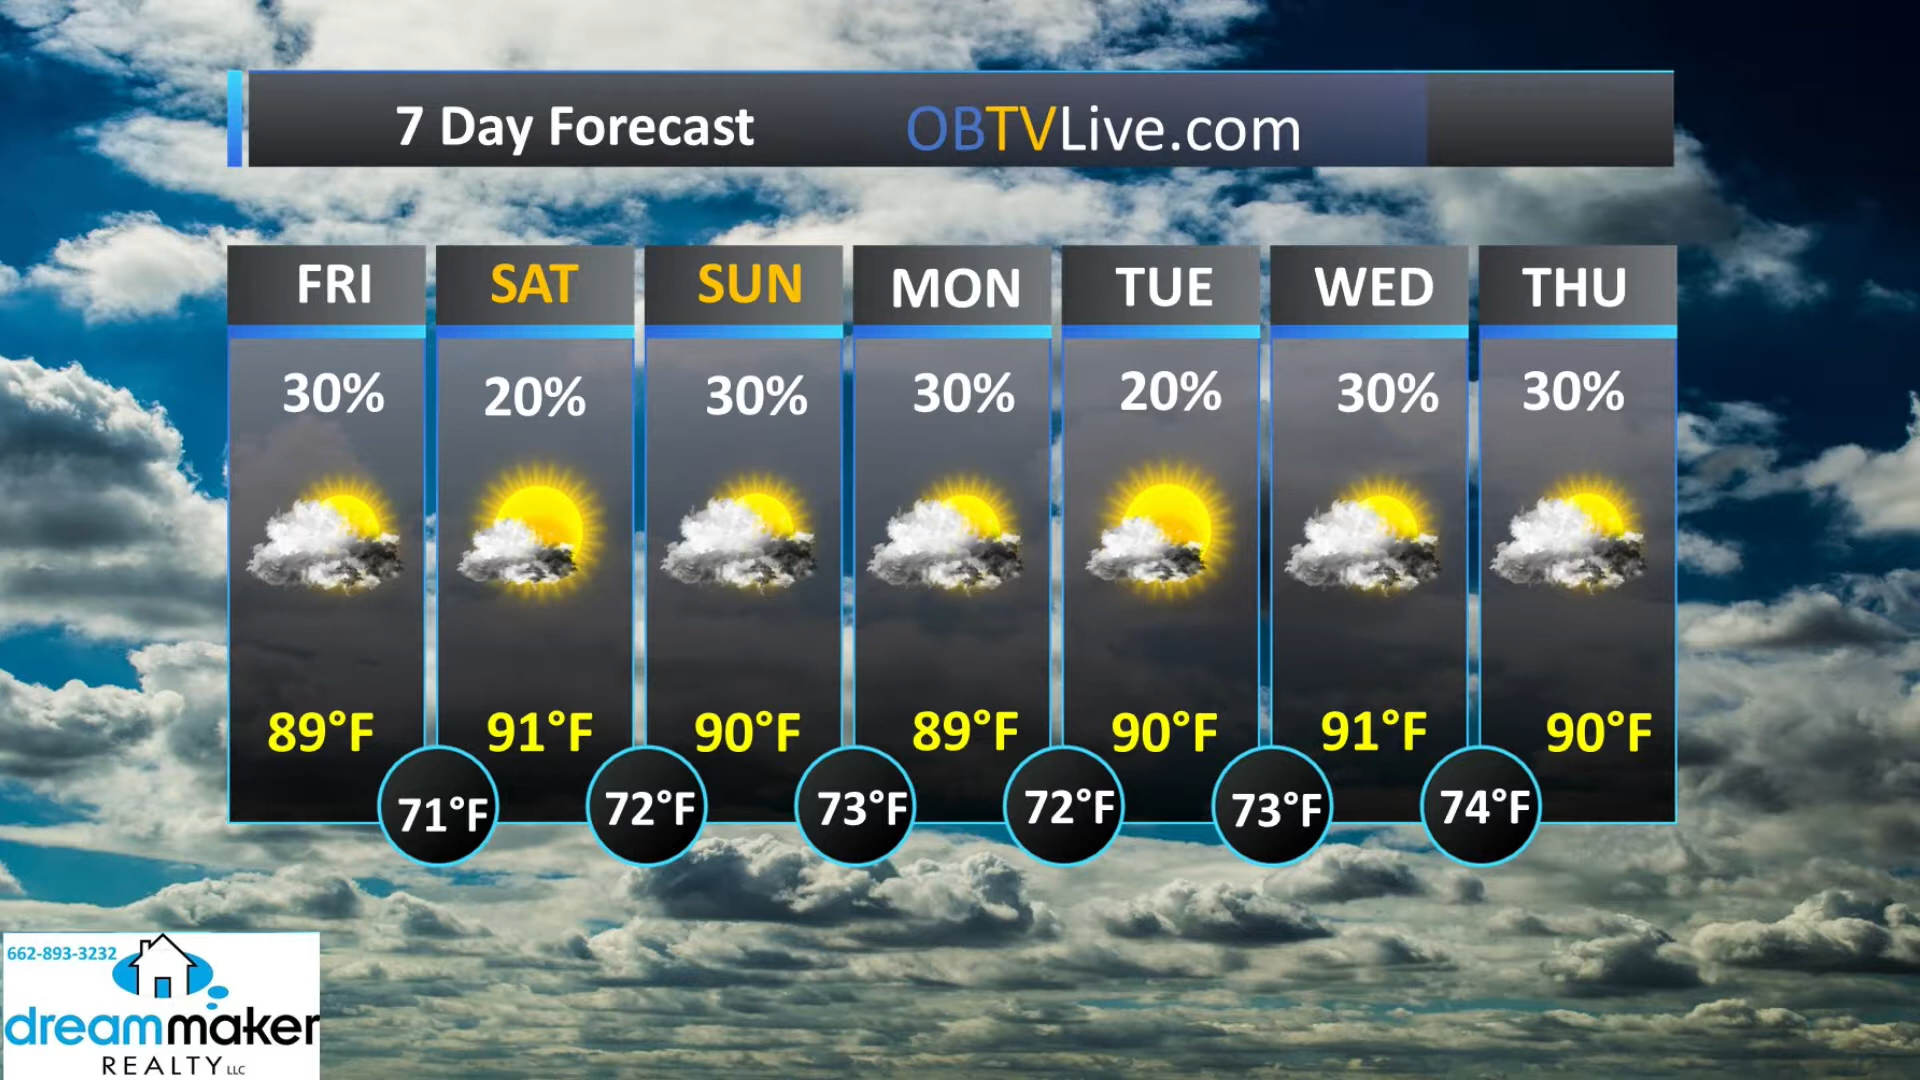 7 Day Forecast OBTVLive.com
FRI SAT SUN MON TUE WED THU
30% 20% 30% 30% 20% 30% 30%
89°F 91°F 90°F 89°F 90°F 91°F 90°F
71°F 72°F 73°F 72°F 73°F 74°F
662-893-3232
dreammaker
REALTY LLC